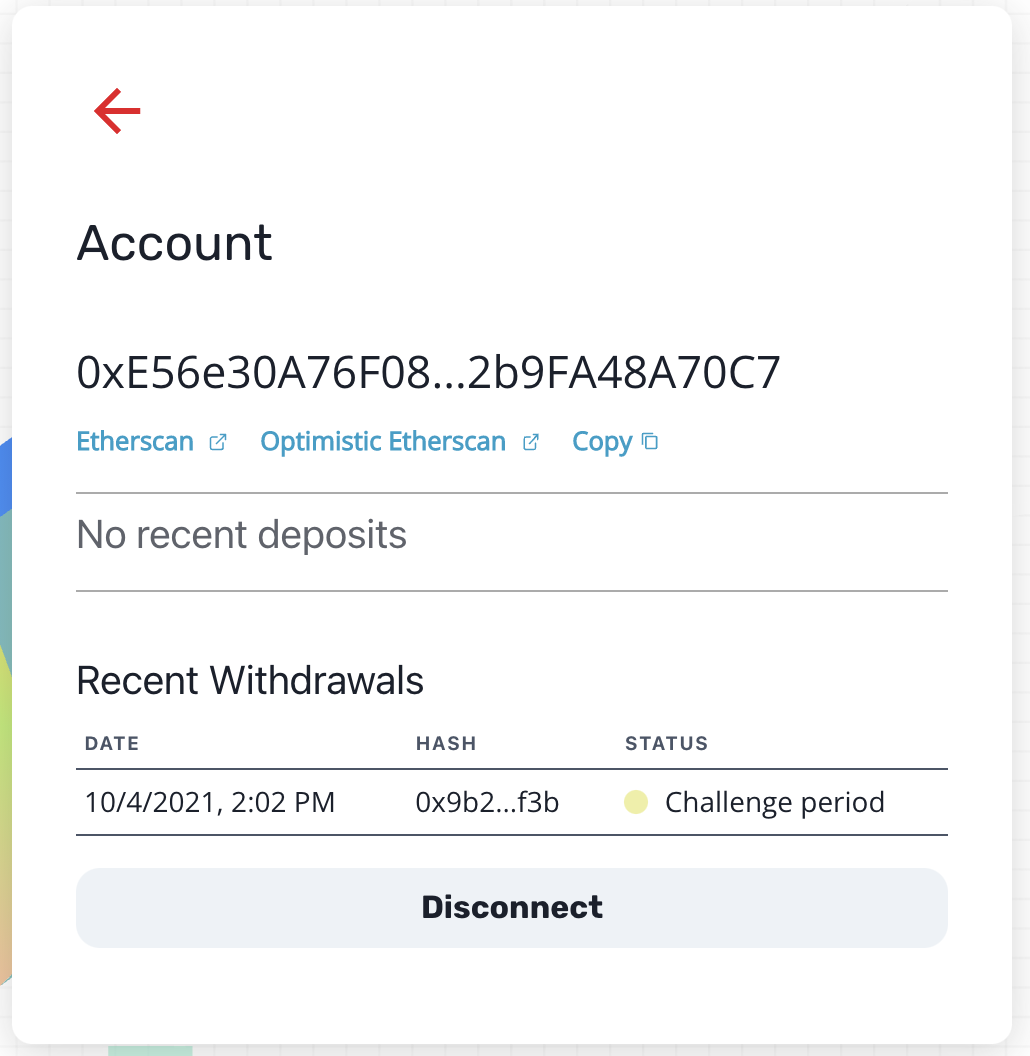 Account
0xE56e30A76F08...2b9FA48A70C7
Etherscan Optimistic Etherscan Copy
No recent deposits
Recent Withdrawals
DATE HASH STATUS
10/4/2021, 2:02 PM 0x9b2...f3b Challenge period
Disconnect